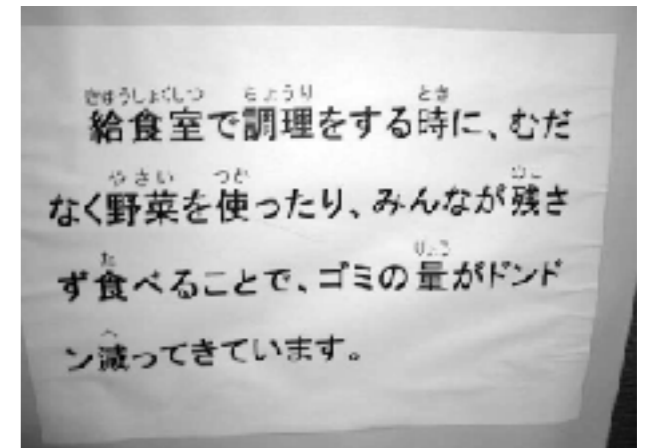 給食室で調理をする時に、むだ
なく野菜を使ったり、みんなが残さ
ず食べることで、ゴミの量がドンド
ン減ってきています。